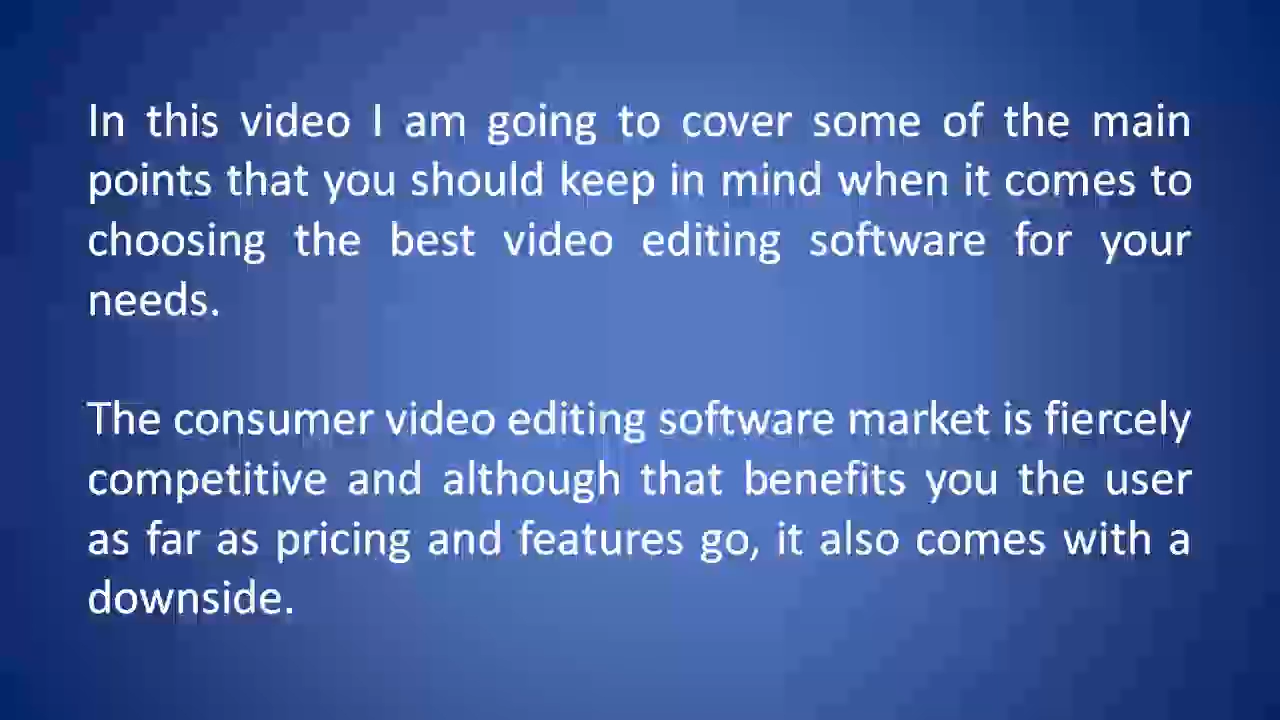 In this video I am going to cover some of the main
points that you should keep in mind when it comes to
choosing the best video editing software for your
needs.
The consumer video editing software market is fiercely
competitive and although that benefits you the user
as far as pricing and features go, it also comes with a
downside.